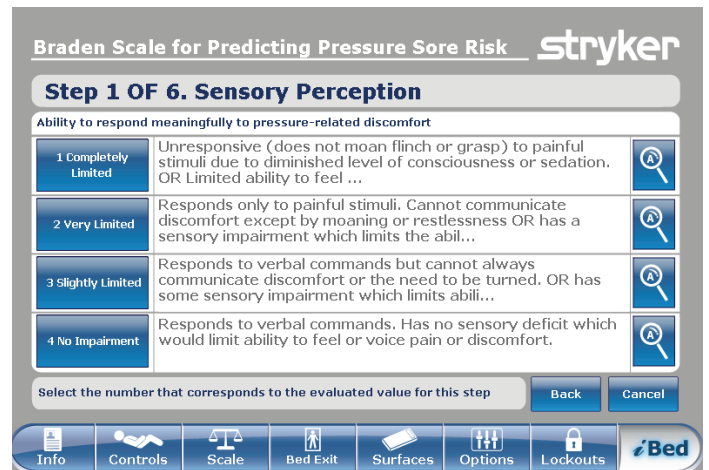 Braden Scale for Predicting Pressure Sore Risk
stryker
Step 1 OF 6. Sensory Perception
Ability to respond meaningfully to pressure-related discomfort
1 Completely
Limited
Unresponsive (does not moan flinch or grasp) to painful
stimuli due to diminished level of consciousness or sedation.
OR Limited ability to feel ...
A
2 Very Limited
Responds only to painful stimuli. Cannot communicate
discomfort except by moaning or restlessness OR has a
sensory impairment which limits the abil...
A
3 Slightly Limited
Responds to verbal commands but cannot always
communicate discomfort or the need to be turned. OR has
some sensory impairment which limits abili...
A
4 No Impairment
Responds to verbal commands. Has no sensory deficit which
would limit ability to feel or voice pain or discomfort.
A
Select the number that corresponds to the evaluated value for this step
Back
Cancel
Info
Controls
Scale
Bed Exit
Surfaces
Options
Lockouts
iBed